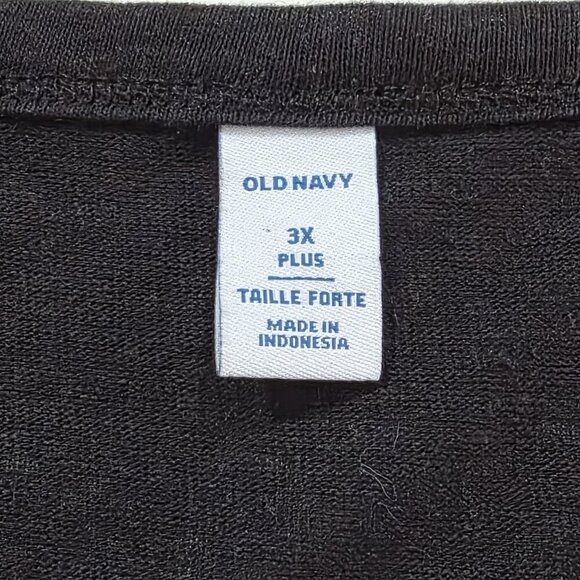 OLD NAVY
3X
PLUS
TAILLE FORTE
MADE IN
INDONESIA